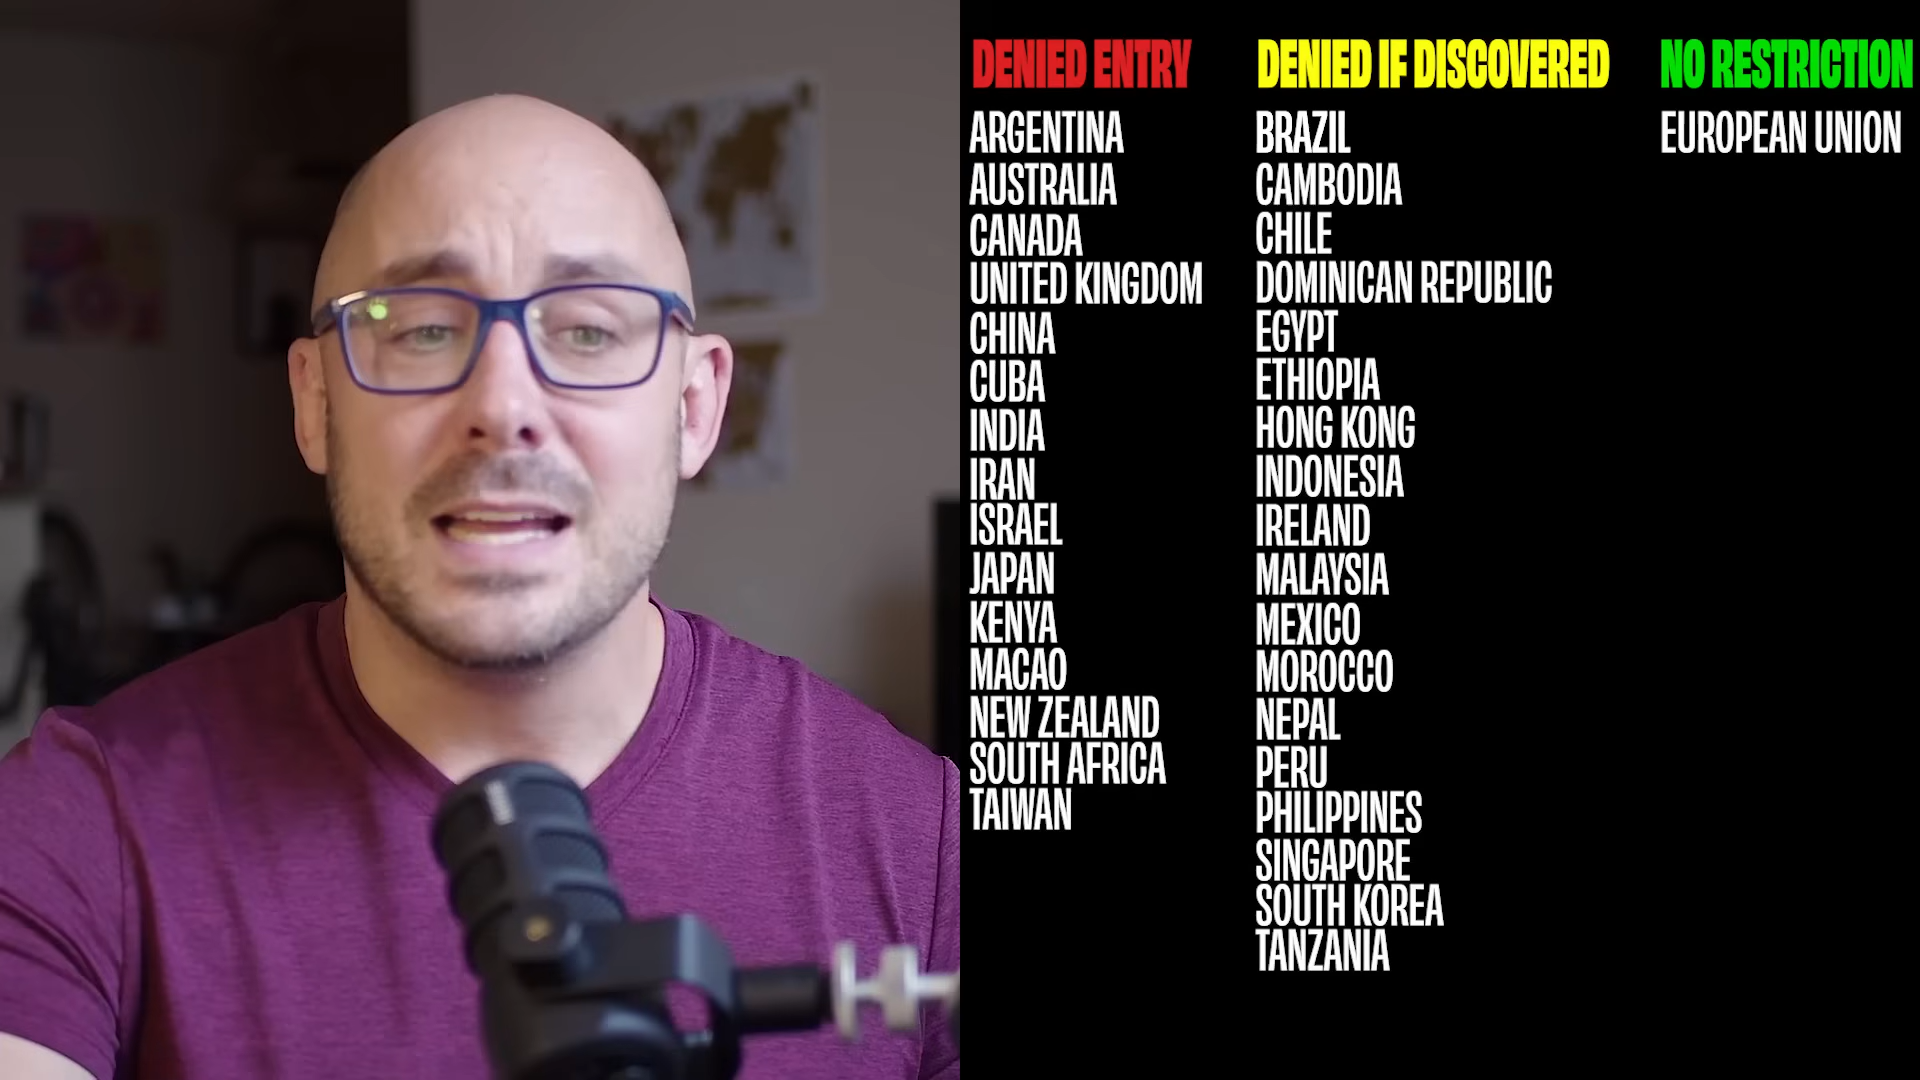 DENIED ENTRY
ARGENTINA
AUSTRALIA
CANADA
UNITED KINGDOM
CHINA
CUBA
INDIA
IRAN
ISRAEL
JAPAN
KENYA
MACAO
NEW ZEALAND
SOUTH AFRICA
TAIWAN
DENIED IF DISCOVERED
BRAZIL
CAMBODIA
CHILE
DOMINICAN REPUBLIC
EGYPT
ETHIOPIA
HONG KONG
INDONESIA
IRELAND
MALAYSIA
MEXICO
MOROCCO
NEPAL
PERU
PHILIPPINES
SINGAPORE
SOUTH KOREA
TANZANIA
NO RESTRICTION
EUROPEAN UNION